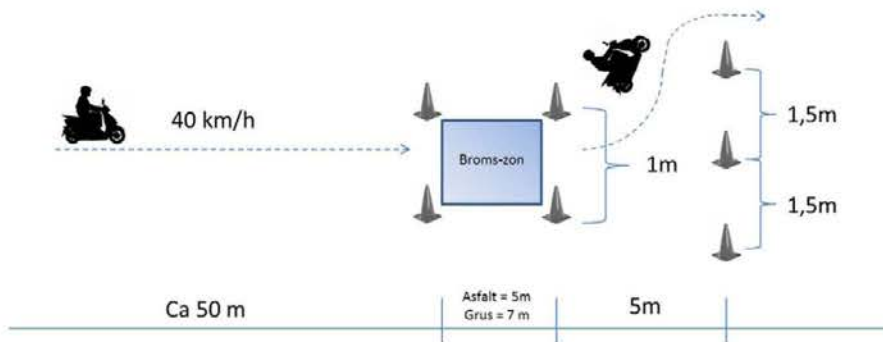 40 km/h
Broms-zon
1m
1,5m
1,5m
Ca 50 m
Asfalt = 5m
Grus = 7 m
5m